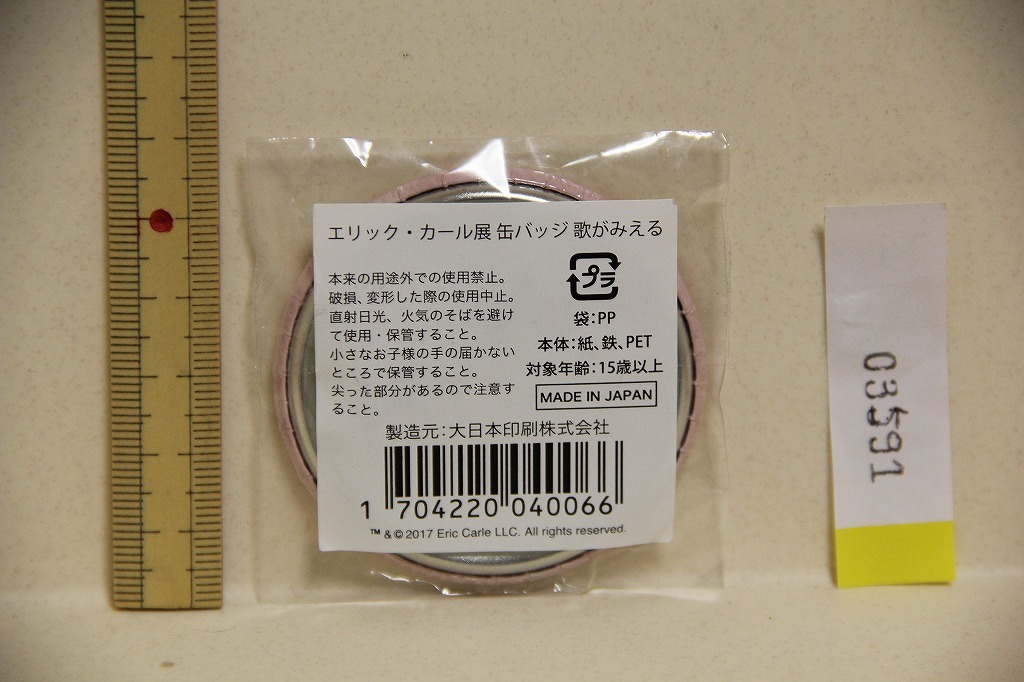 エリック・カール展 缶バッジ 歌がみえる
本来の用途外での使用禁止。
破損、変形した際の使用中止。
直射日光、火気のそばを避け
て使用・保管すること。
小さなお子様の手の届かない
ところで保管すること。
尖った部分があるので注意す
ること。
プラ
袋:PP
本体:紙、鉄、PET
対象年齢:15歳以上
MADE IN JAPAN
製造元:大日本印刷株式会社
1 704220 040066
™ & © 2017 Eric Carle LLC. All rights reserved.
03591